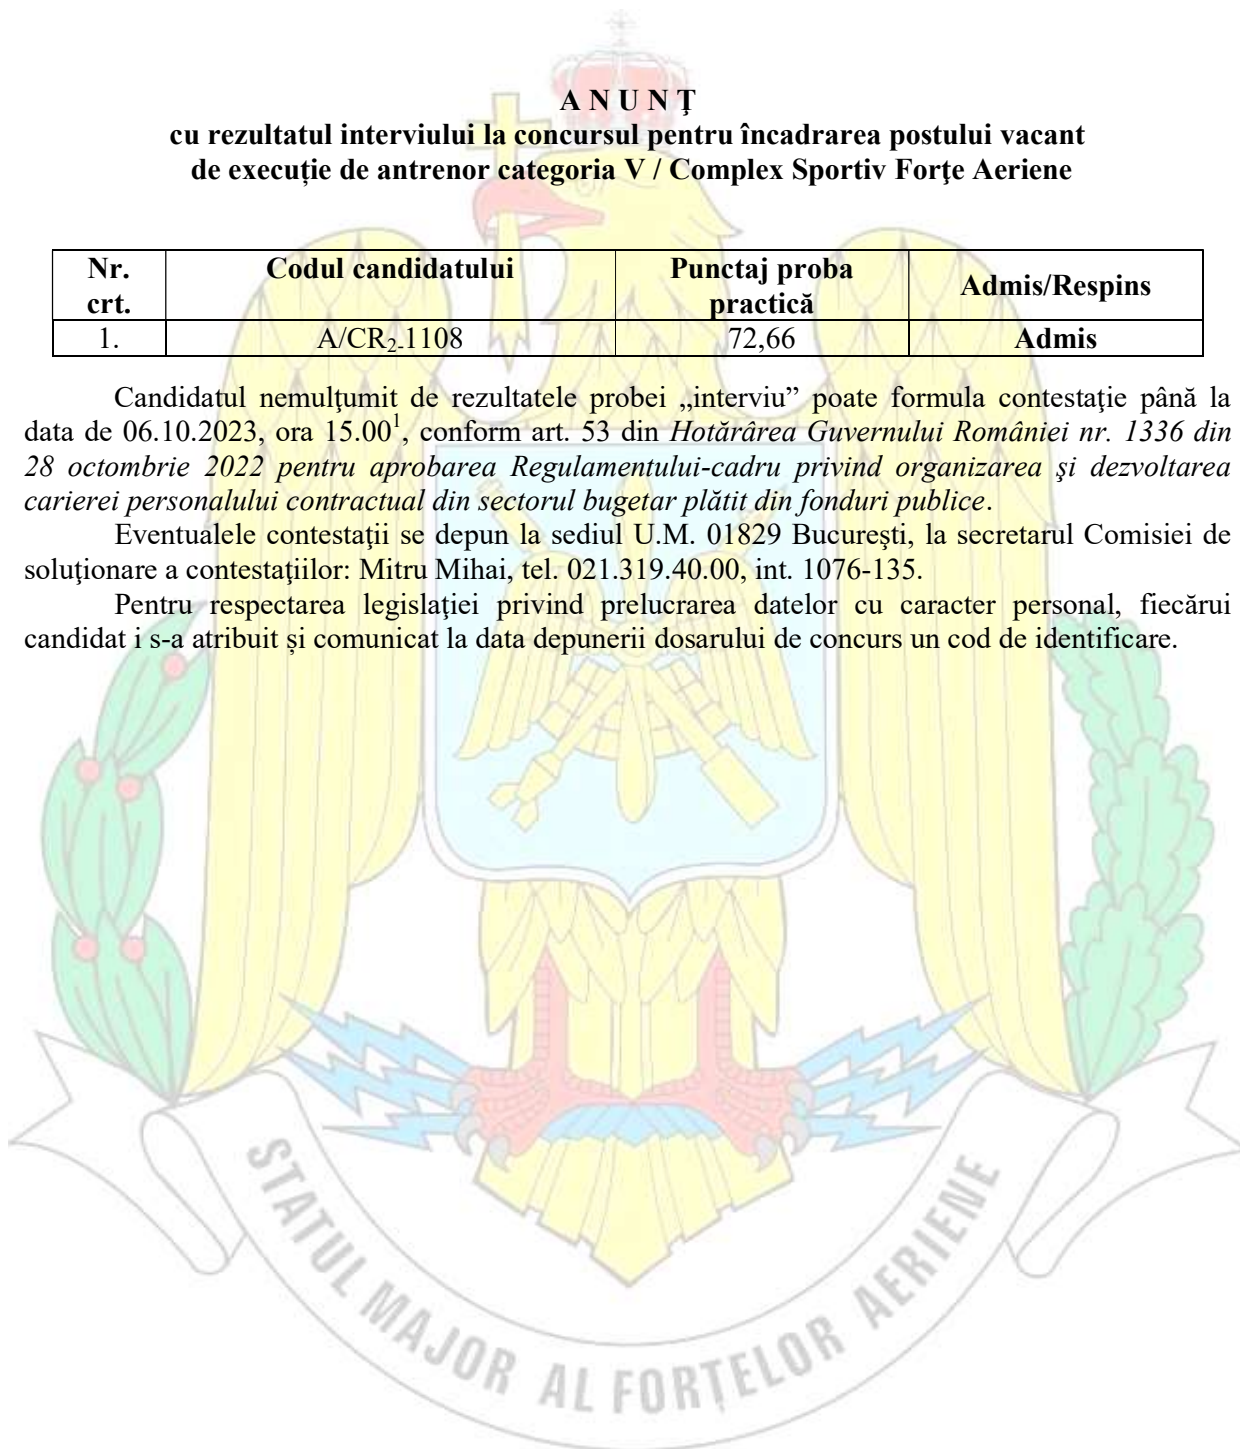 A N U N Ţ
cu rezultatul interviului la concursul pentru încadrarea postului vacant
de execuție de antrenor categoria V / Complex Sportiv Forţe Aeriene
Nr. crt. Codul candidatului Punctaj proba practică Admis/Respins
1. A/CR₂-1108 72,66 Admis
Candidatul nemulţumit de rezultatele probei „interviu” poate formula contestaţie până la
data de 06.10.2023, ora 15.00¹, conform art. 53 din Hotărârea Guvernului României nr. 1336 din
28 octombrie 2022 pentru aprobarea Regulamentului-cadru privind organizarea şi dezvoltarea
carierei personalului contractual din sectorul bugetar plătit din fonduri publice.
Eventualele contestaţii se depun la sediul U.M. 01829 Bucureşti, la secretarul Comisiei de
soluţionare a contestaţiilor: Mitru Mihai, tel. 021.319.40.00, int. 1076-135.
Pentru respectarea legislaţiei privind prelucrarea datelor cu caracter personal, fiecărui
candidat i s-a atribuit și comunicat la data depunerii dosarului de concurs un cod de identificare.
STATUL MAJOR AL FORȚELOR AERIENE